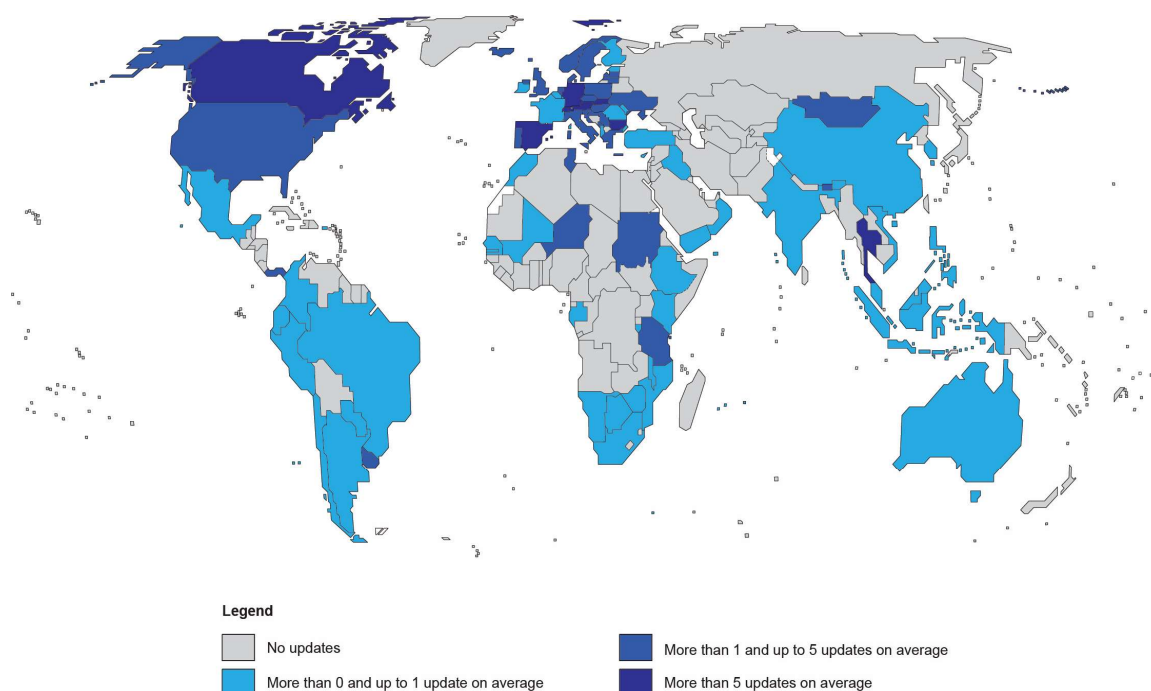 Legend
No updates
More than 0 and up to 1 update on average
More than 1 and up to 5 updates on average
More than 5 updates on average